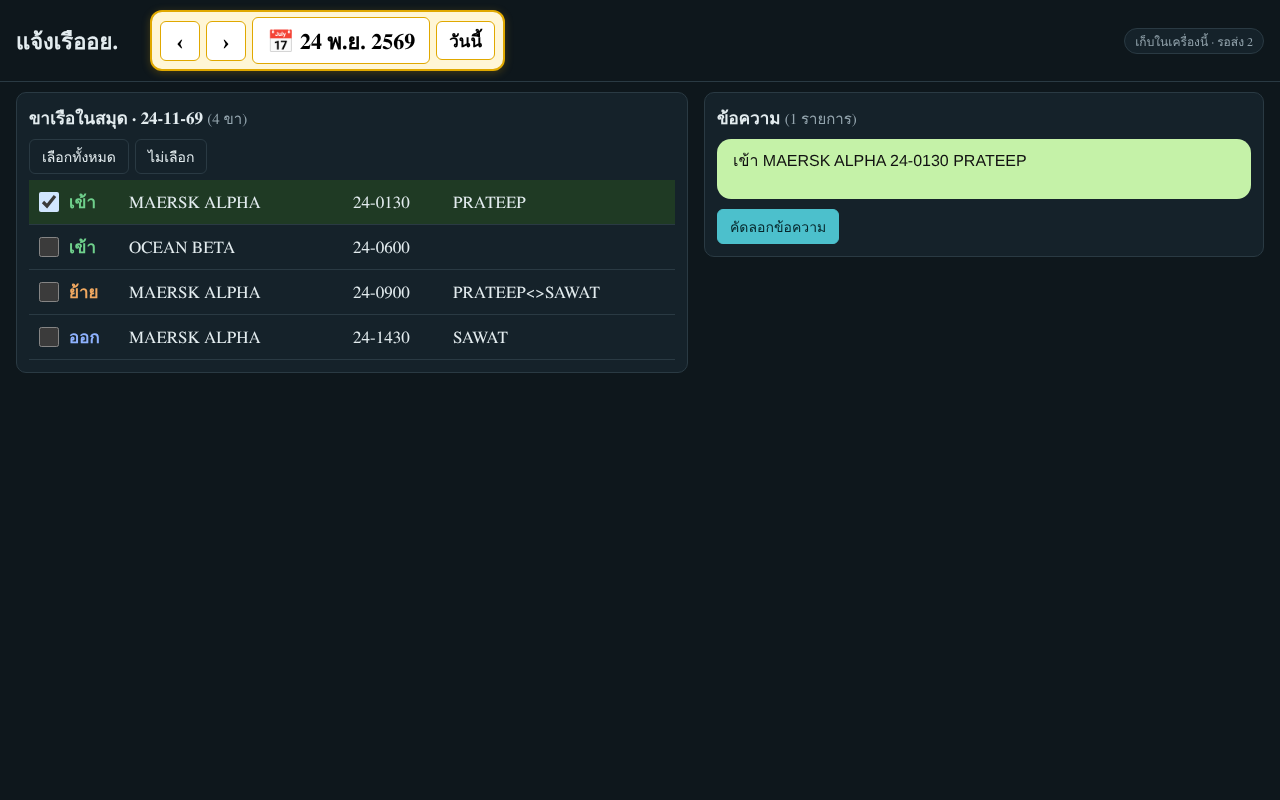 แจ้งเรืออย.
‹ › 📅 24 พ.ย. 2569 วันนี้
เก็บในเครื่องนี้ · รอส่ง 2
ขาเรือในสมุด · 24-11-69 (4 ขา)
เลือกทั้งหมด ไม่เลือก
เข้า MAERSK ALPHA 24-0130 PRATEEP
เข้า OCEAN BETA 24-0600
ย้าย MAERSK ALPHA 24-0900 PRATEEP<>SAWAT
ออก MAERSK ALPHA 24-1430 SAWAT
ข้อความ (1 รายการ)
เข้า MAERSK ALPHA 24-0130 PRATEEP
คัดลอกข้อความ